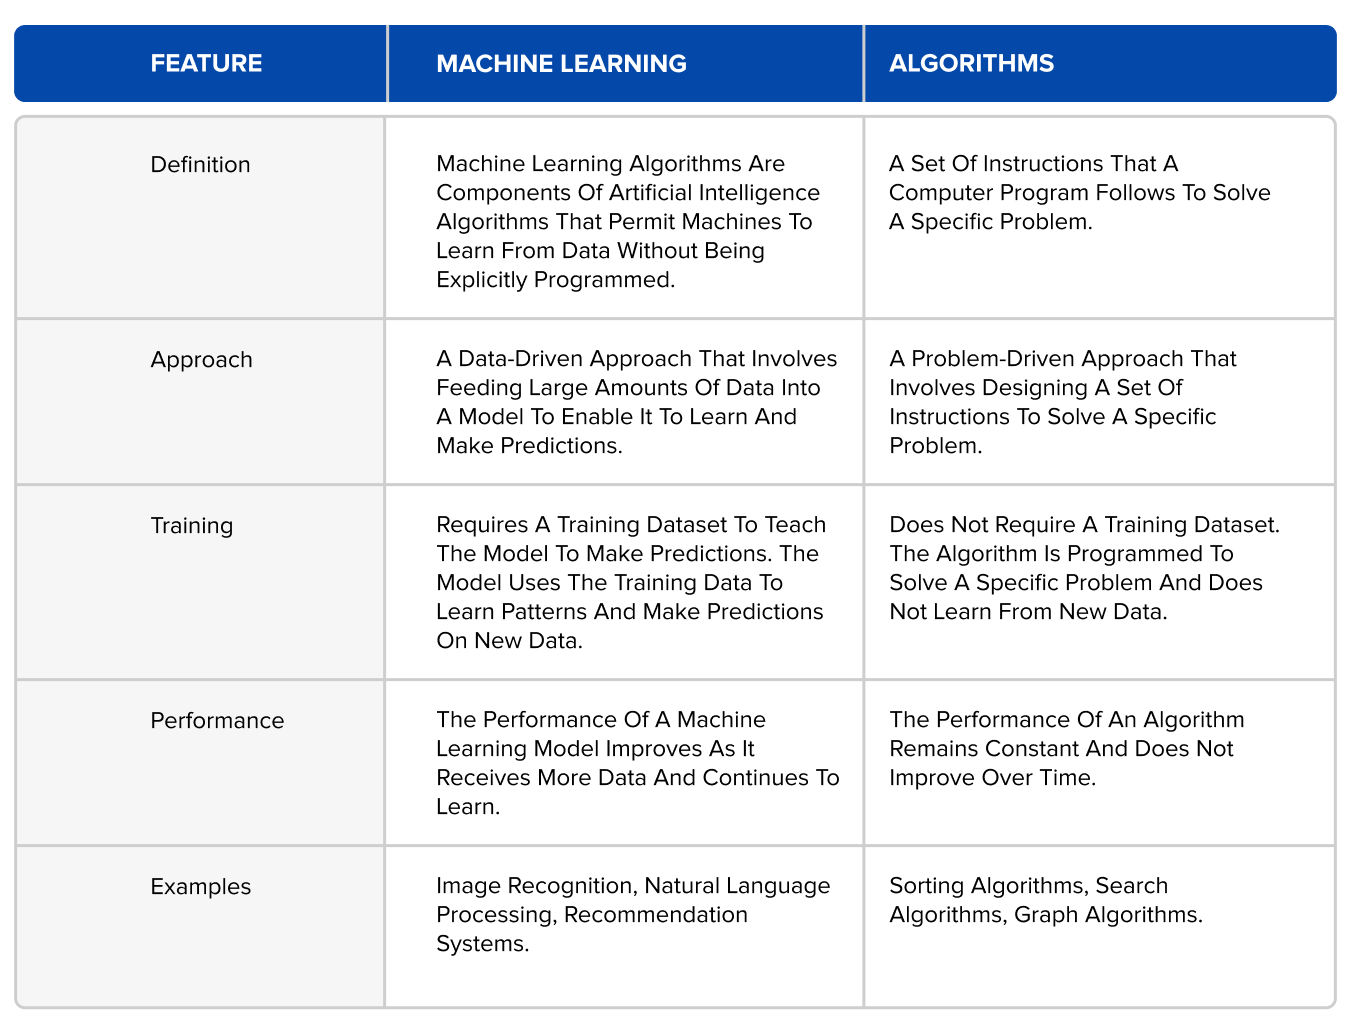 FEATURE MACHINE LEARNING ALGORITHMS
Definition
Machine Learning Algorithms Are
Components Of Artificial Intelligence
Algorithms That Permit Machines To
Learn From Data Without Being
Explicitly Programmed.
A Set Of Instructions That A
Computer Program Follows To Solve
A Specific Problem.
Approach
A Data-Driven Approach That Involves
Feeding Large Amounts Of Data Into
A Model To Enable It To Learn And
Make Predictions.
A Problem-Driven Approach That
Involves Designing A Set Of
Instructions To Solve A Specific
Problem.
Training
Requires A Training Dataset To Teach
The Model To Make Predictions. The
Model Uses The Training Data To
Learn Patterns And Make Predictions
On New Data.
Does Not Require A Training Dataset.
The Algorithm Is Programmed To
Solve A Specific Problem And Does
Not Learn From New Data.
Performance
The Performance Of A Machine
Learning Model Improves As It
Receives More Data And Continues To
Learn.
The Performance Of An Algorithm
Remains Constant And Does Not
Improve Over Time.
Examples
Image Recognition, Natural Language
Processing, Recommendation
Systems.
Sorting Algorithms, Search
Algorithms, Graph Algorithms.